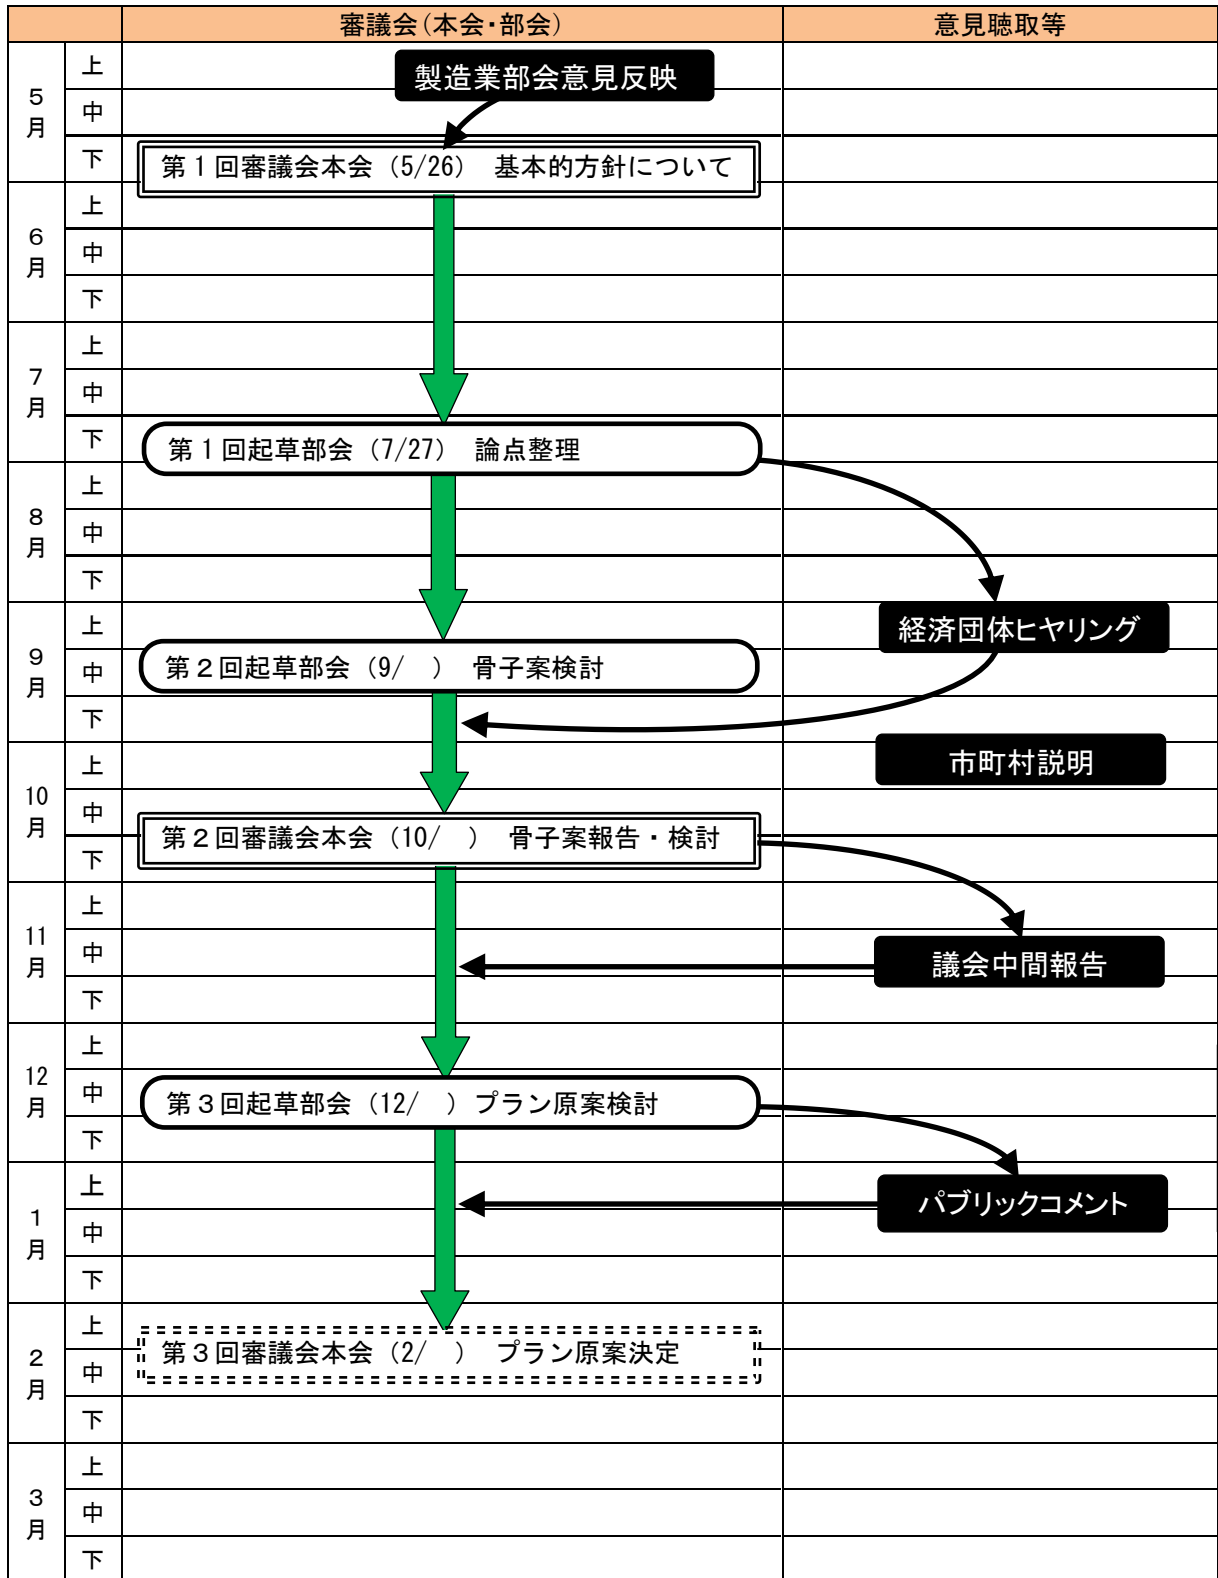 審議会(本会・部会) 意見聴取等
5月
上
製造業部会意見反映
中
下
第1回審議会本会（5/26） 基本的方針について
6月
上
中
下
7月
上
中
下
第1回起草部会（7/27） 論点整理
8月
上
中
下
9月
上
経済団体ヒヤリング
中
第2回起草部会（9/　） 骨子案検討
下
10月
上
市町村説明
中
第2回審議会本会（10/　） 骨子案報告・検討
下
11月
上
中
議会中間報告
下
12月
上
中
第3回起草部会（12/　）プラン原案検討
下
1月
上
パブリックコメント
中
下
2月
上
第3回審議会本会（2/　） プラン原案決定
中
下
3月
上
中
下